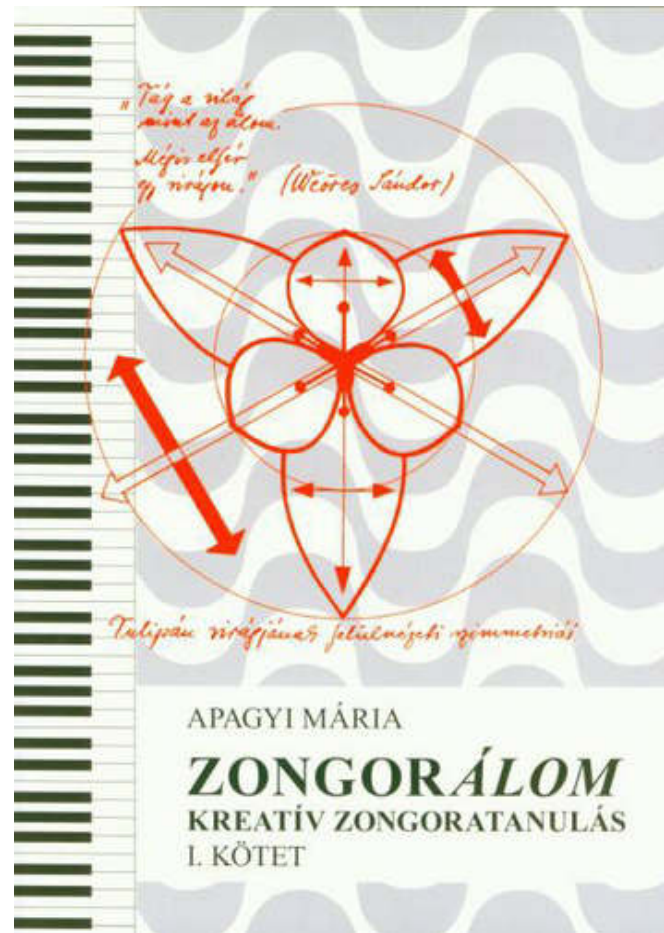 „Tág a világ
mint az álom.
Mégis elfér
egy virágon." (Weöres Sándor)
Tulipán virágjának felülnézeti szimmetriái
APAGYI MÁRIA
ZONGORÁLOM
KREATÍV ZONGORATANULÁS
I. KÖTET